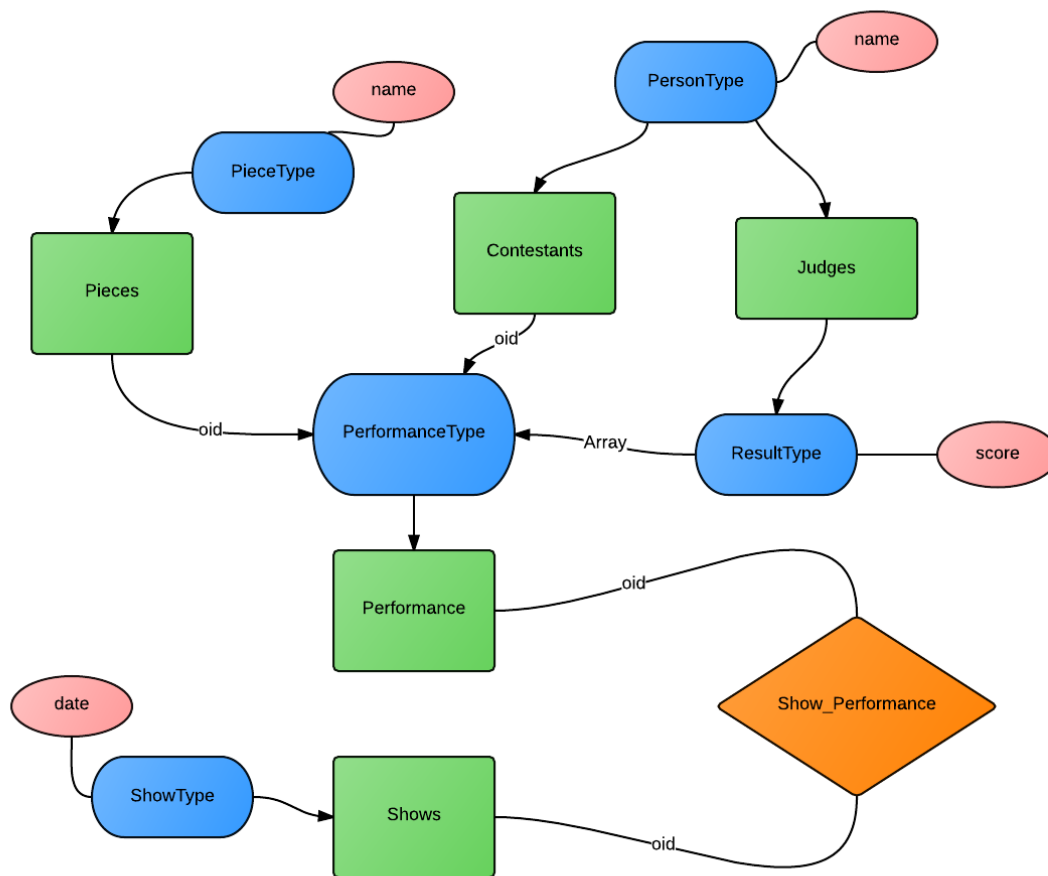 name
PersonType
name
PieceType
Contestants
Judges
Pieces
oid
oid
PerformanceType
Array
ResultType
score
oid
Performance
Show_Performance
date
ShowType
Shows
oid